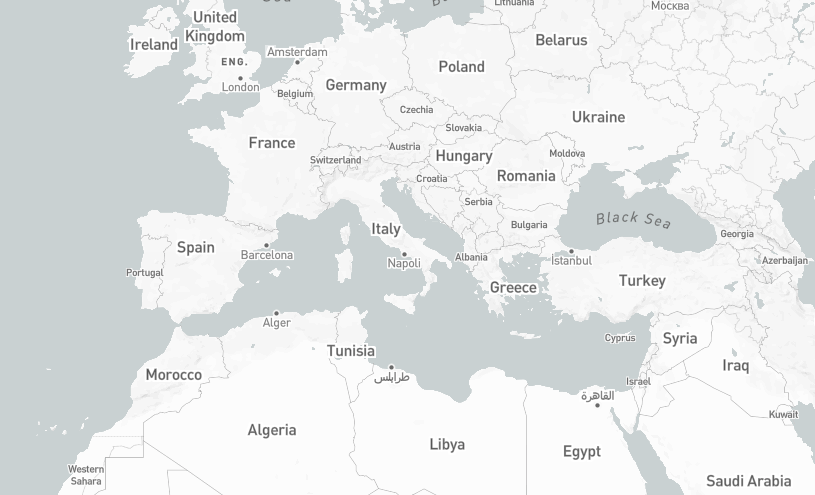 Lithuania
Москва
United
Kingdom
Ireland
Belarus
Amsterdam
ENG.
Poland
London
Germany
Belgium
Czechia
Ukraine
Slovakia
France
Austria
Moldova
Switzerland
Hungary
Croatia
Romania
Serbia
Black Sea
Bulgaria
Italy
Georgia
Spain
Barcelona
Napoli
Albania
İstanbul
Azerbaijan
Portugal
Turkey
Greece
Alger
Cyprus
Syria
Tunisia
Iraq
Morocco
طرابلس
Israel
القاهرة
Kuwait
Algeria
Libya
Egypt
Western
Sahara
Saudi Arabia